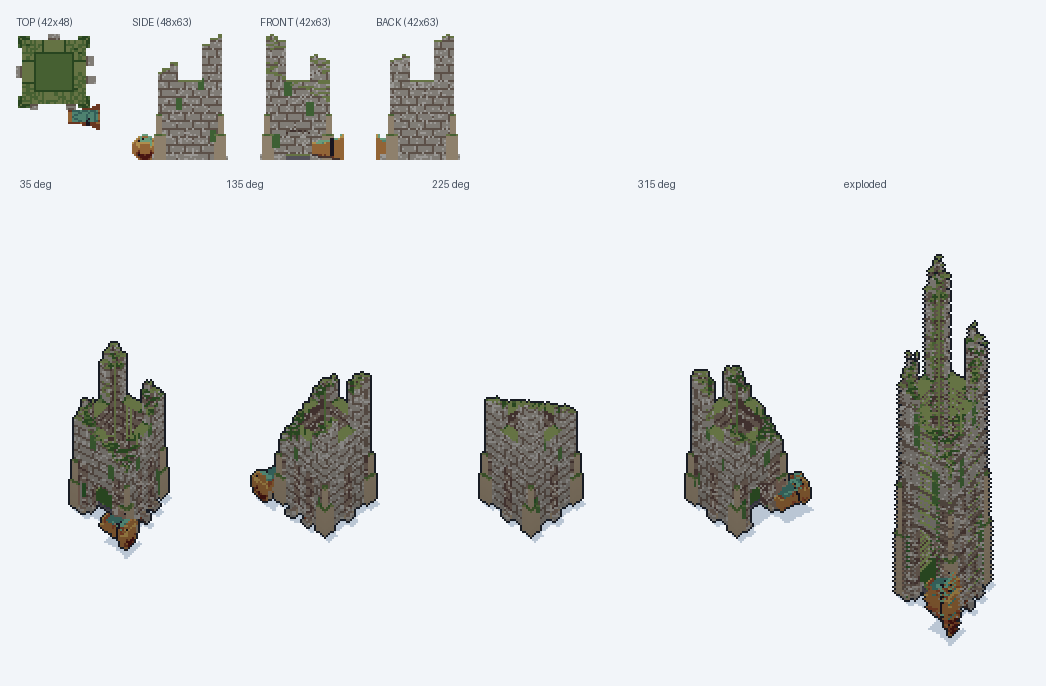 TOP (42x48)
SIDE (48x63)
FRONT (42x63)
BACK (42x63)
35 deg
135 deg
225 deg
315 deg
exploded